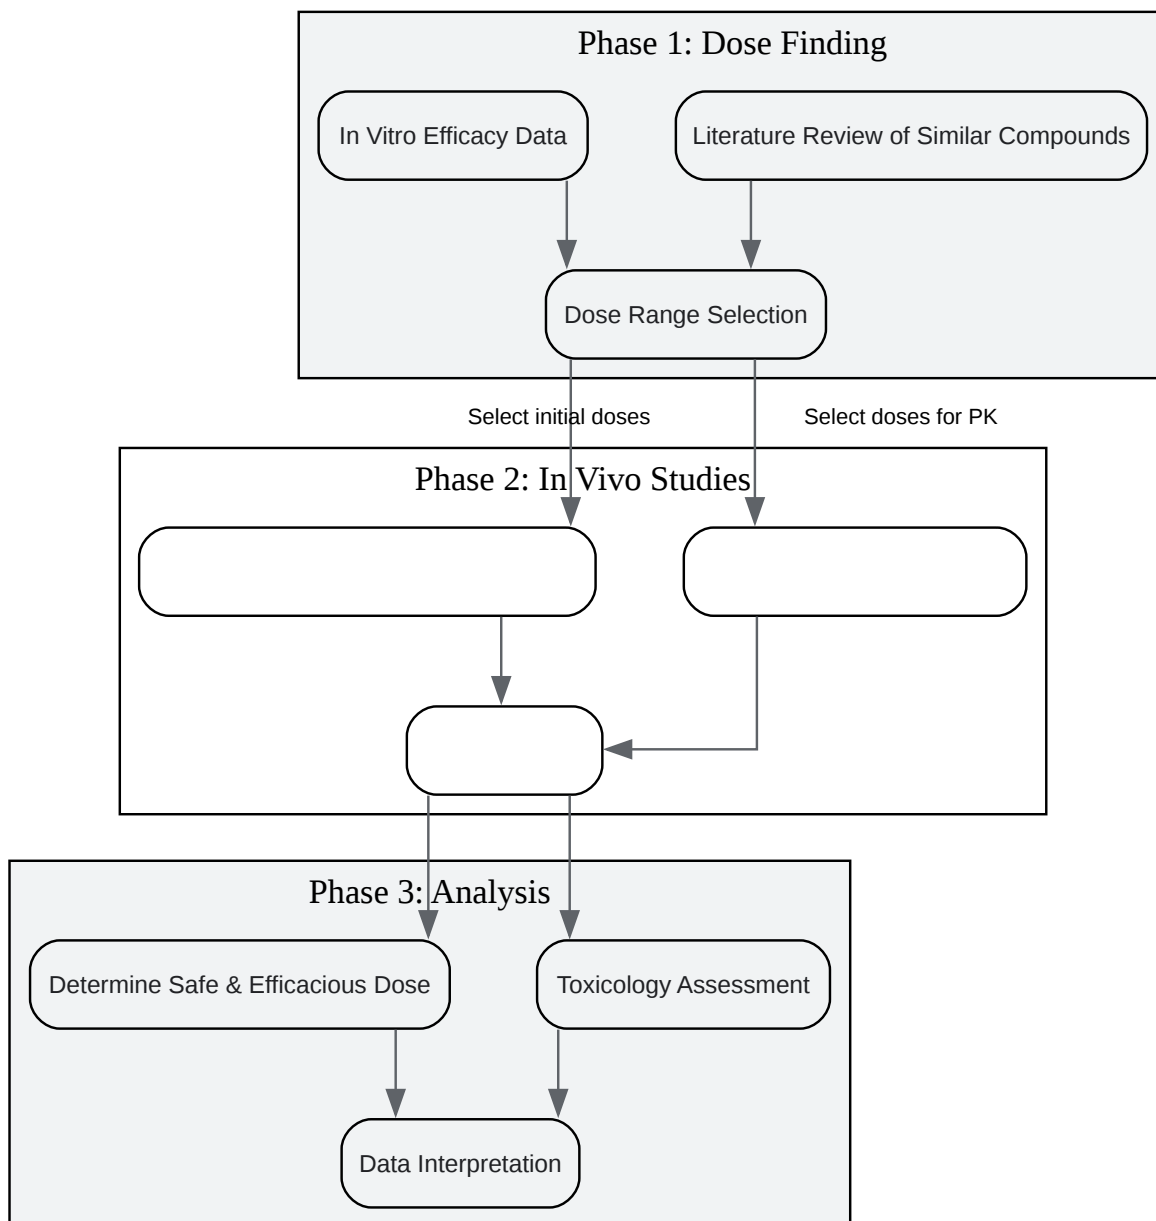 Phase 1: Dose Finding
In Vitro Efficacy Data
Literature Review of Similar Compounds
Dose Range Selection
Select initial doses
Select doses for PK
Phase 2: In Vivo Studies
Phase 3: Analysis
Determine Safe & Efficacious Dose
Toxicology Assessment
Data Interpretation